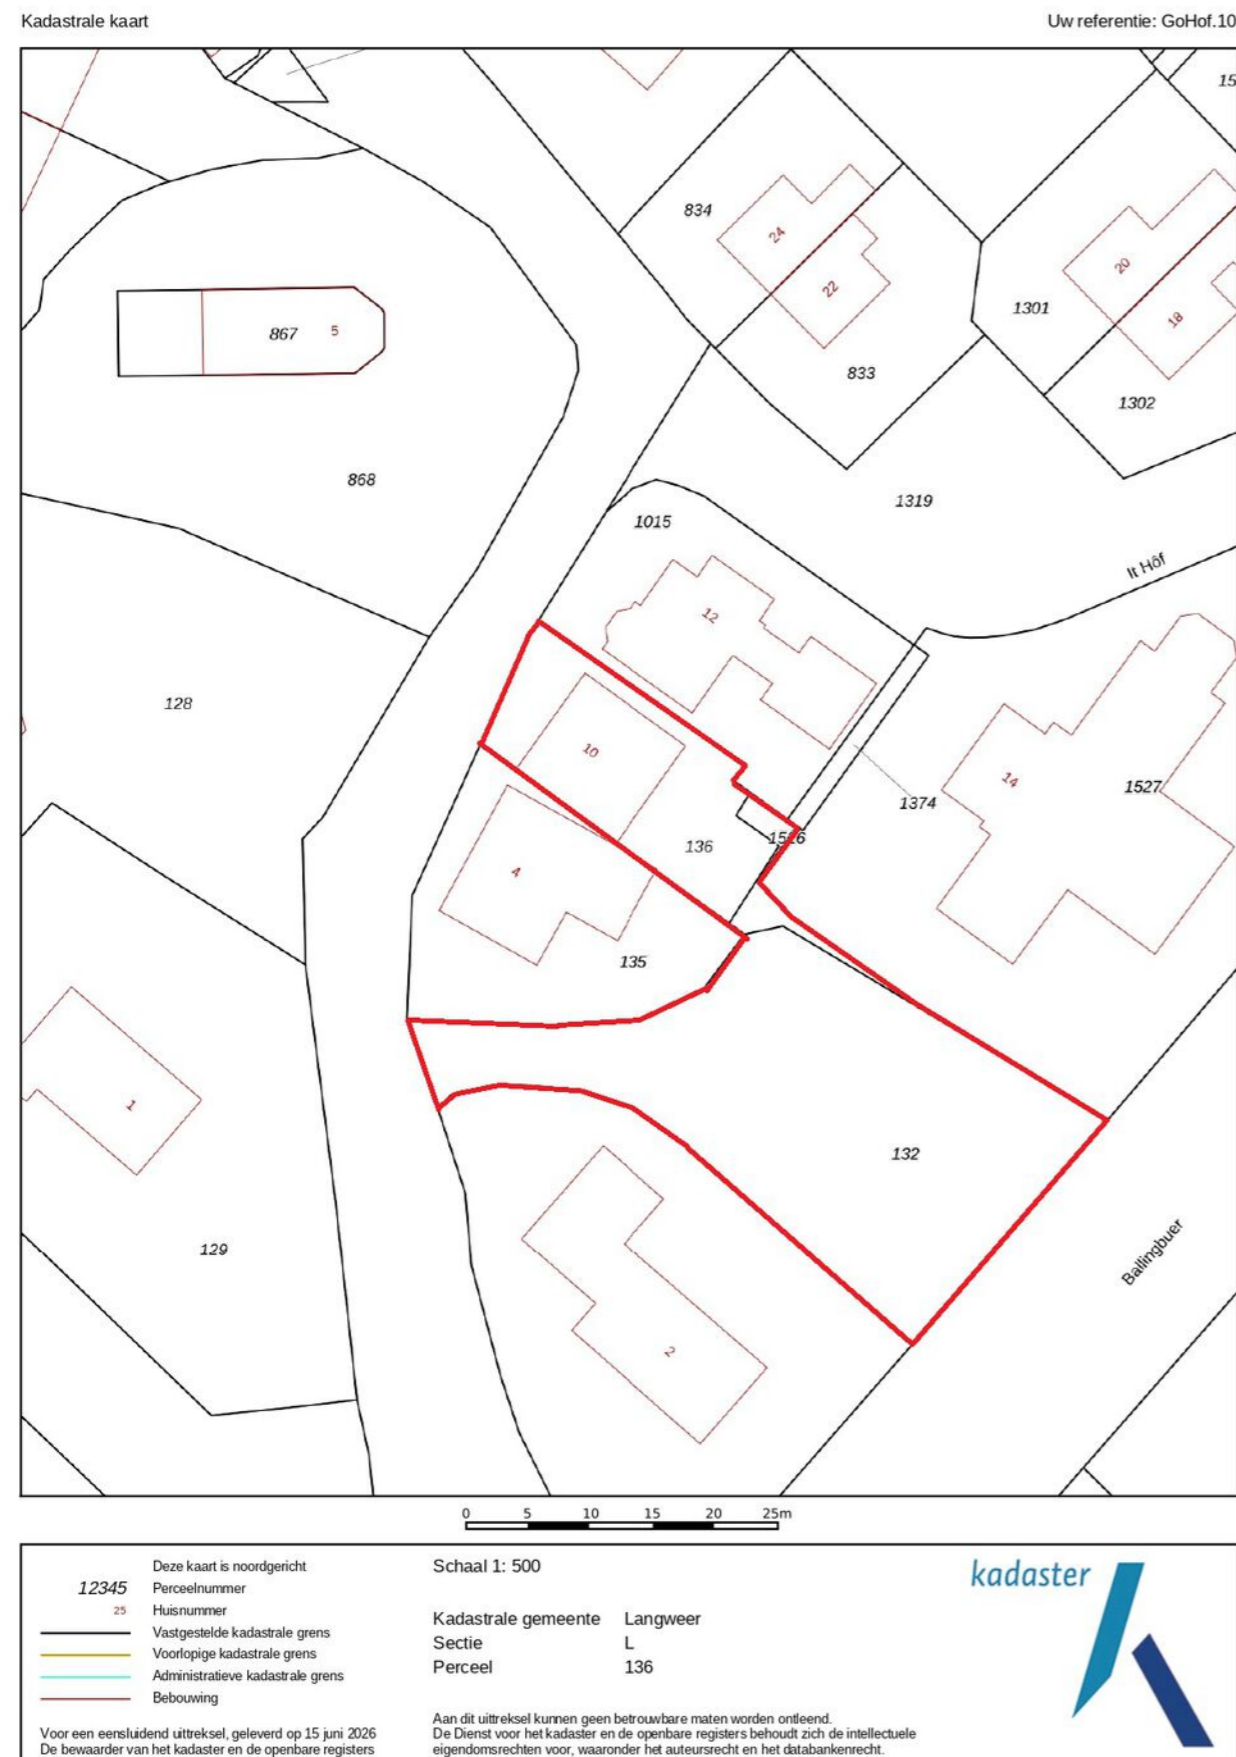 Kadastrale kaart
Uw referentie: GoHof.10
15
834
24
22
20
18
1301
867
5
833
1302
868
1319
1015
It Hôf
12
128
10
14
1527
1374
136
1526
4
135
1
132
129
Ballingbuer
2
0 5 10 15 20 25m
Deze kaart is noordgericht
12345 Perceelnummer
25 Huisnummer
Vastgestelde kadastrale grens
Voorlopige kadastrale grens
Administratieve kadastrale grens
Bebouwing
Voor een eensluidend uittreksel, geleverd op 15 juni 2026
De bewaarder van het kadaster en de openbare registers
Schaal 1: 500
Kadastrale gemeente Langweer
Sectie L
Perceel 136
Aan dit uittreksel kunnen geen betrouwbare maten worden ontleend.
De Dienst voor het kadaster en de openbare registers behoudt zich de intellectuele
eigendomsrechten voor, waaronder het auteursrecht en het databankenrecht.
kadaster